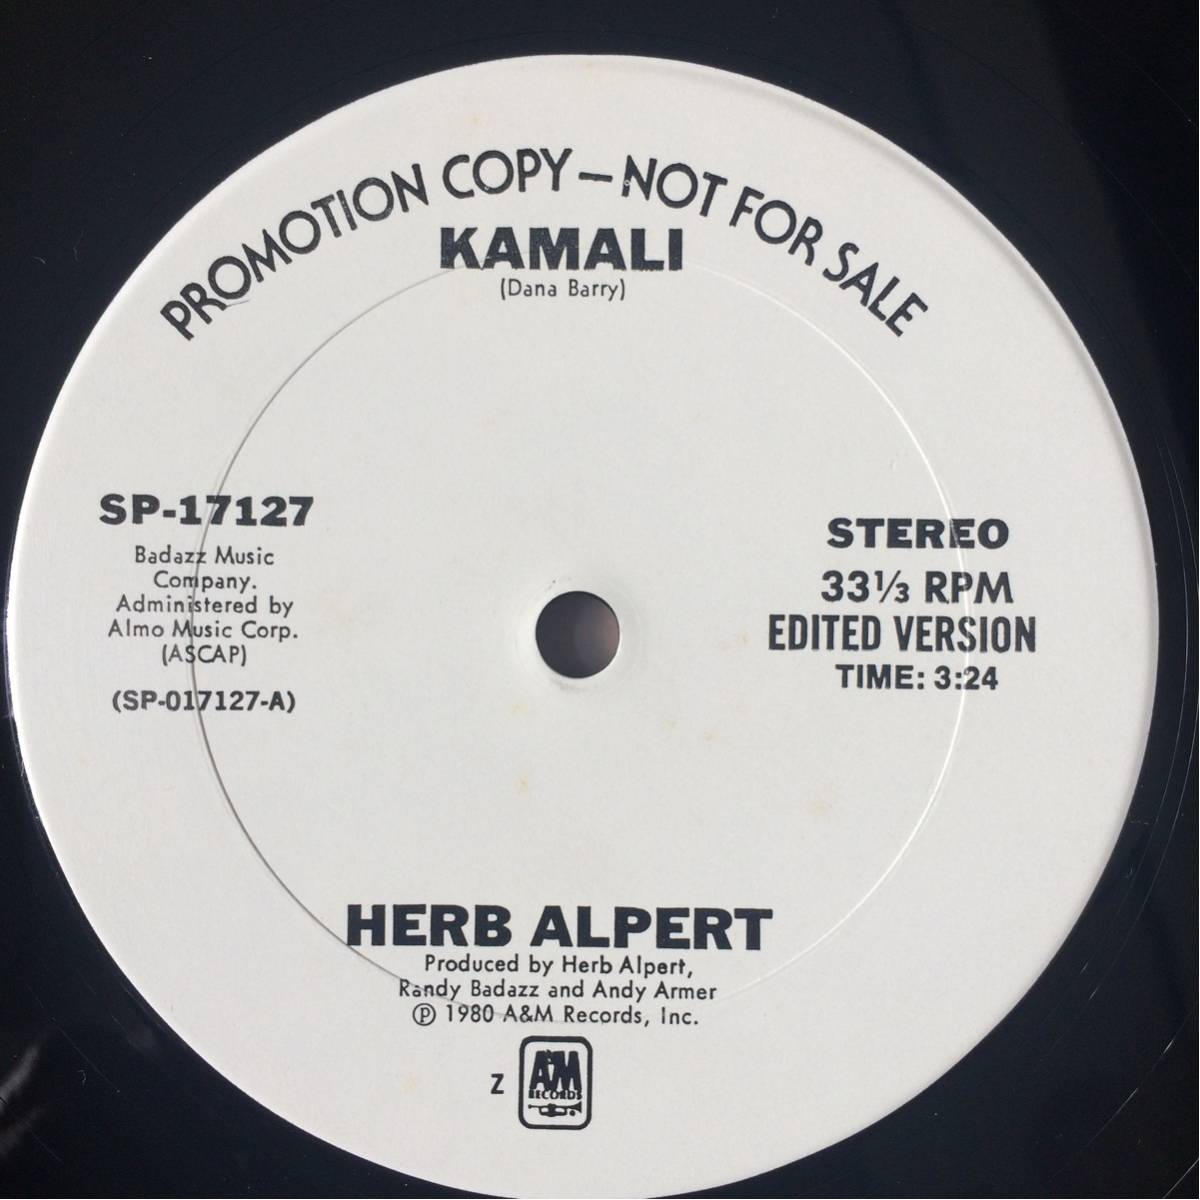 PROMOTION COPY—NOT FOR SALE
KAMALI
(Dana Barry)
SP-17127
Badazz Music
Company.
Administered by
Almo Music Corp.
(ASCAP)
(SP-017127-A)
STEREO
33⅓ RPM
EDITED VERSION
TIME: 3:24
HERB ALPERT
Produced by Herb Alpert,
Randy Badazz and Andy Armer
Ⓟ 1980 A&M Records, Inc.
Z
A&M
RECORDS